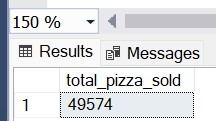 150 %
Results Messages
total_pizza_sold
1 49574